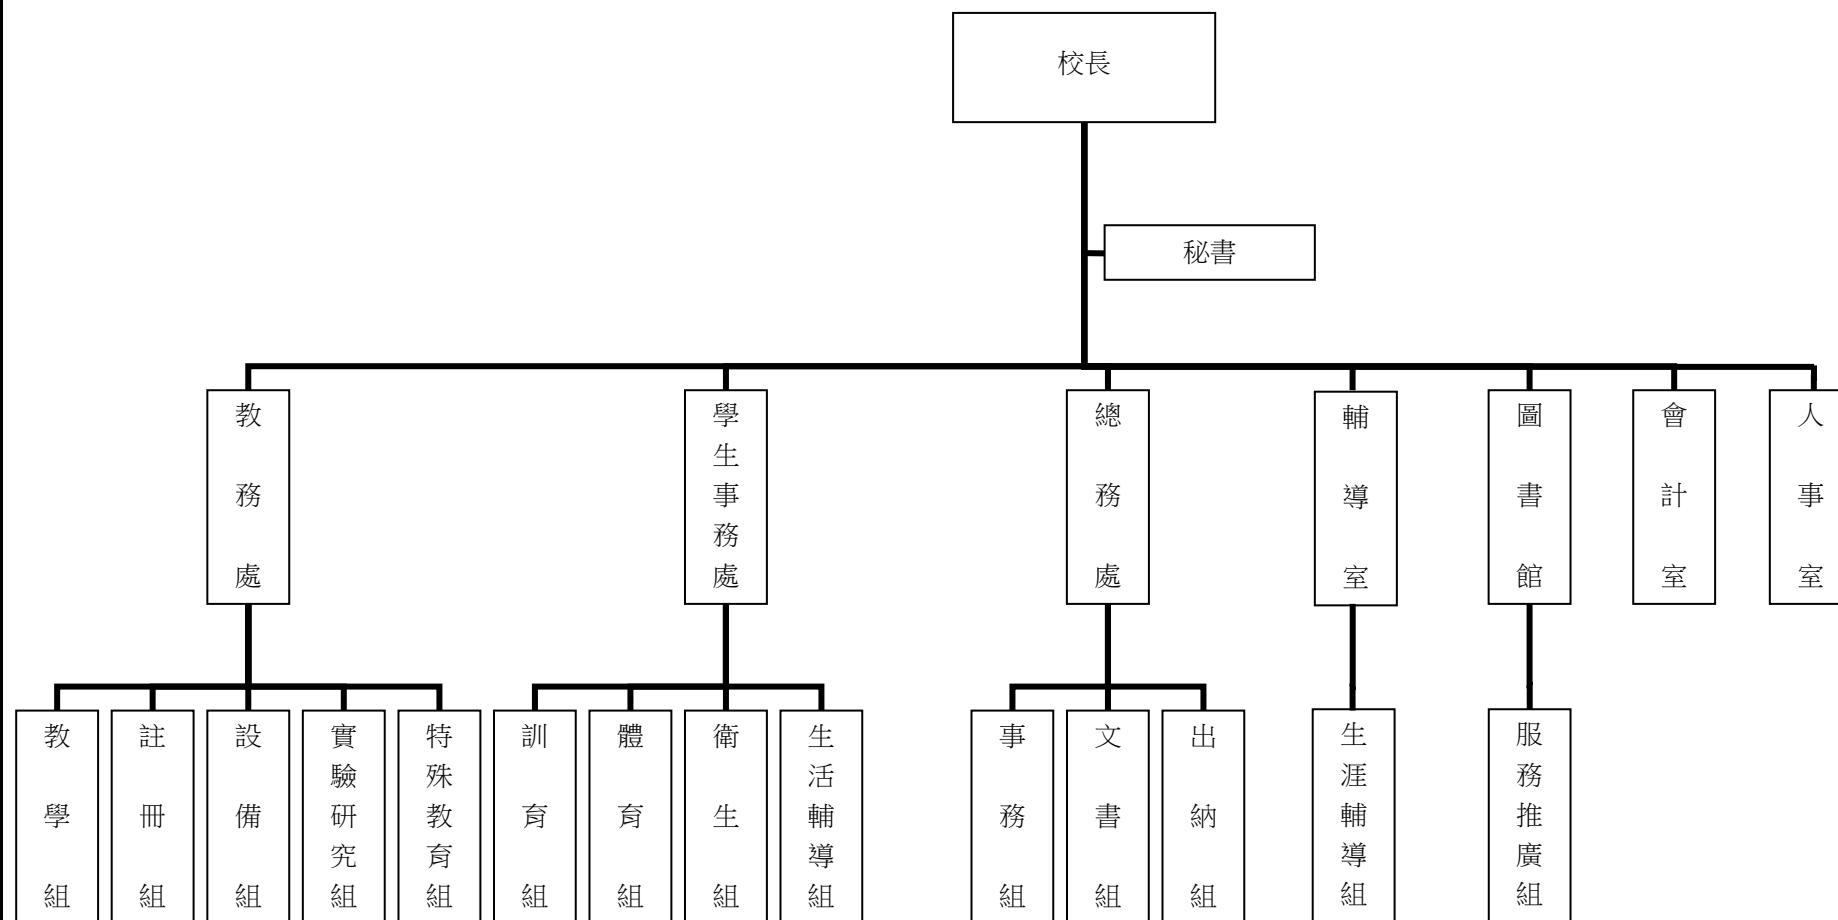 校長
秘書
教務處
學生事務處
總務處
輔導室
圖書館
會計室
人事室
教學組
註冊組
設備組
實驗研究組
特殊教育組
訓育組
體育組
衛生組
生活輔導組
事務組
文書組
出納組
生涯輔導組
服務推廣組